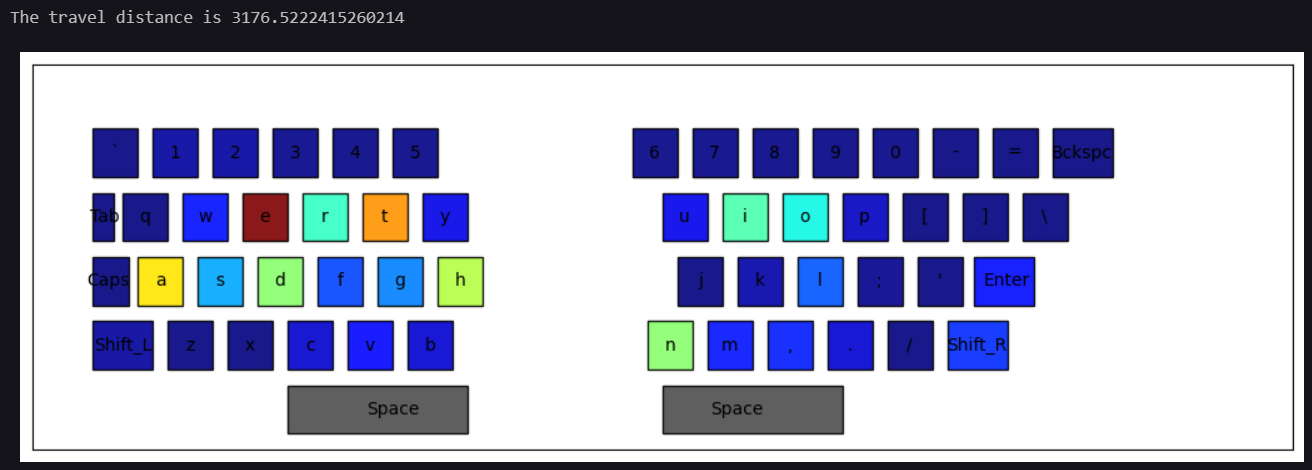 The travel distance is 3176.5222415260214
` 1 2 3 4 5 6 7 8 9 0 - = Bckspc
Tab q w e r t y u i o p [ ] \
Caps a s d f g h j k l ; ' Enter
Shift_L z x c v b n m , . / Shift_R
Space Space